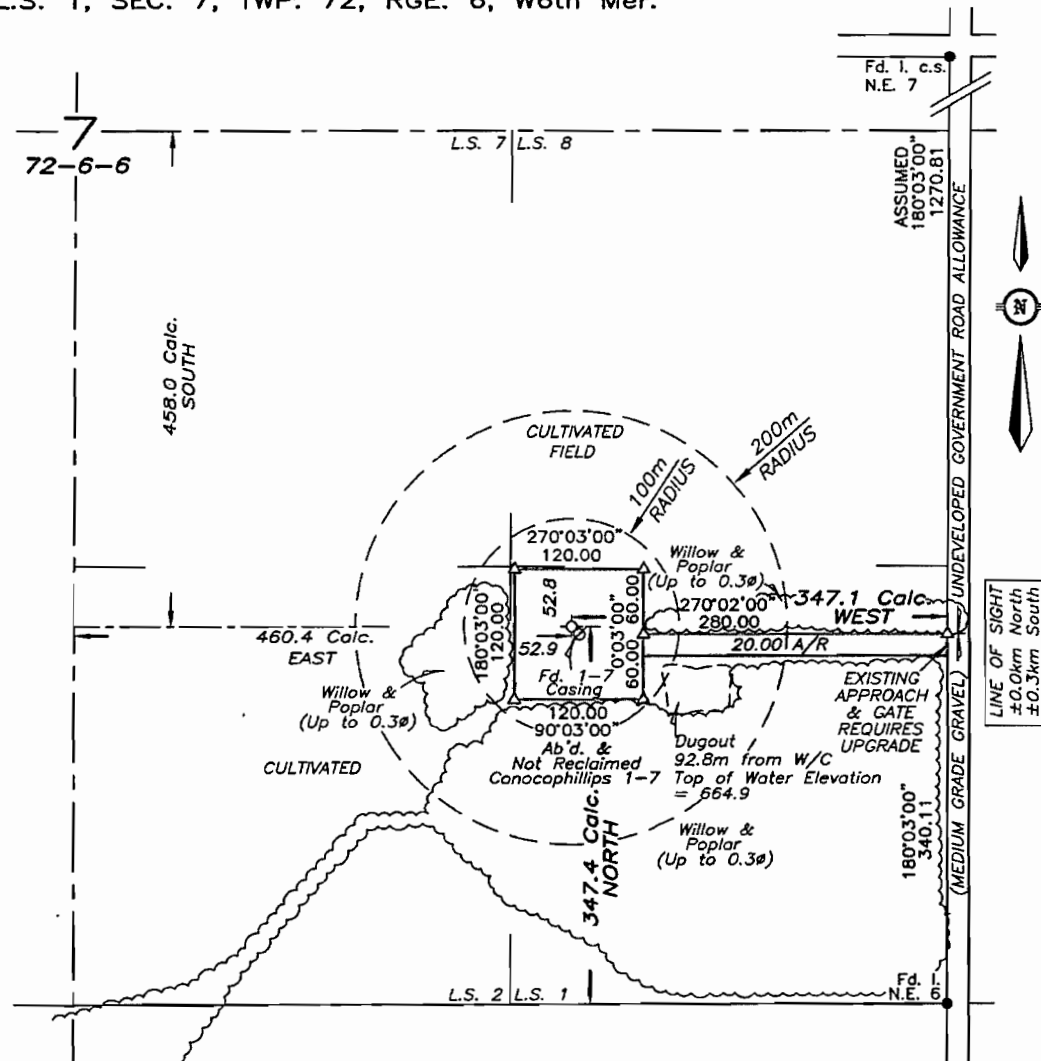 L.S. 1, SEC. 7, TWP. 72, RGE. 6, W6th Mer.
Fd. I. c.s.
N.E. 7
7
72-6-6
L.S. 7 L.S. 8
ASSUMED
180°03'00"
1270.81
UNDEVELOPED GOVERNMENT ROAD ALLOWANCE
(MEDIUM GRADE GRAVEL)
N
LINE OF SIGHT
±0.0km North
±0.3km South
458.0 Calc.
SOUTH
CULTIVATED
FIELD
200m
RADIUS
100m
RADIUS
270°03'00"
120.00
Willow &
Poplar
(Up to 0.3ø)
52.8
60.00
0°03'00"
60.00
270°02'00"
280.00
347.1 Calc.
WEST
180°03'00"
120.00
460.4 Calc.
EAST
52.9
20.00 A/R
Fd. 1-7
Casing
Willow &
Poplar
(Up to 0.3ø)
EXISTING
APPROACH
& GATE
REQUIRES
UPGRADE
120.00
90°03'00"
Ab'd. &
Not Reclaimed
Conocophillips 1-7
Dugout
92.8m from W/C
Top of Water Elevation
= 664.9
CULTIVATED
347.4 Calc.
NORTH
Willow &
Poplar
(Up to 0.3ø)
180°03'00"
340.11
L.S. 2 L.S. 1
Fd. I.
N.E. 6